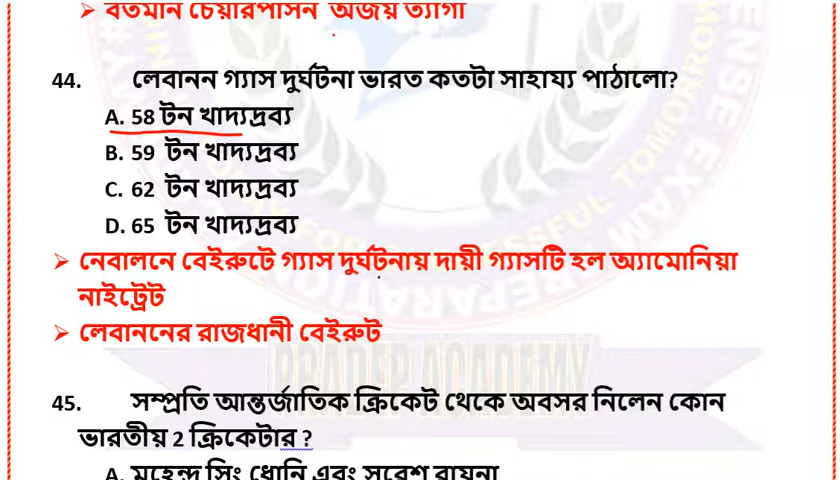 ➢ বর্তমান চেয়ারপার্সন অজয় ত্যাগী
44. লেবানন গ্যাস দুর্ঘটনা ভারত কতটা সাহায্য পাঠালো?
A. 58 টন খাদ্যদ্রব্য
B. 59 টন খাদ্যদ্রব্য
C. 62 টন খাদ্যদ্রব্য
D. 65 টন খাদ্যদ্রব্য
➢ নেবালনে বেইরুটে গ্যাস দুর্ঘটনায় দায়ী গ্যাসটি হল অ্যামোনিয়া
নাইট্রেট
➢ লেবাননের রাজধানী বেইরুট
PRADEP ACADEMY
45. সম্প্রতি আন্তর্জাতিক ক্রিকেট থেকে অবসর নিলেন কোন
ভারতীয় 2 ক্রিকেটার ?
A. মহেন্দ্র সিং ধোনি এবং সুরেশ রায়না